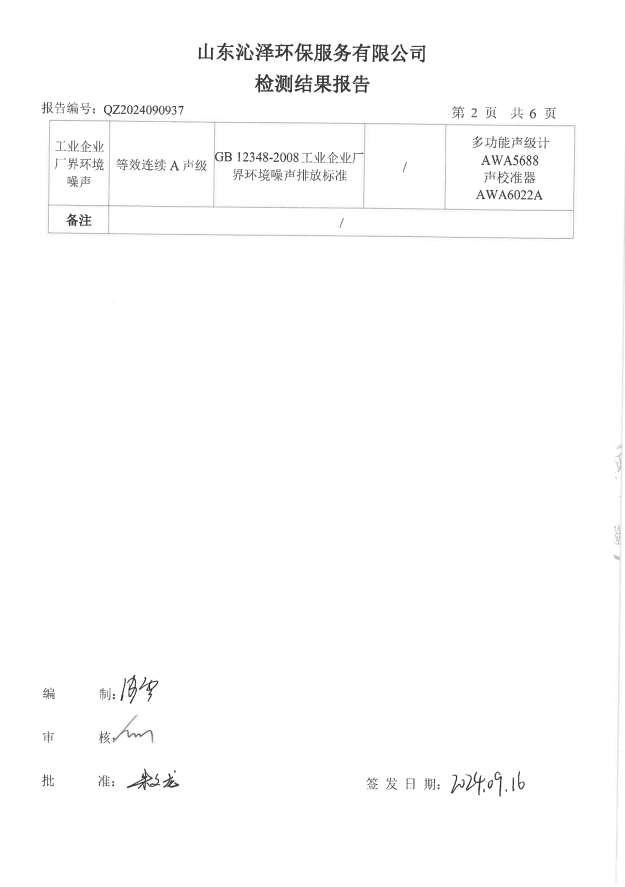 山东沁泽环保服务有限公司
检测结果报告
报告编号：QZ2024090937
第 2 页 共 6 页
工业企业
厂界环境
噪声
等效连续 A 声级
GB 12348-2008 工业企业厂
界环境噪声排放标准
/
多功能声级计
AWA5688
声校准器
AWA6022A
备注
/
编 制：
审 核：
批 准：
签 发 日 期：2024.09.16